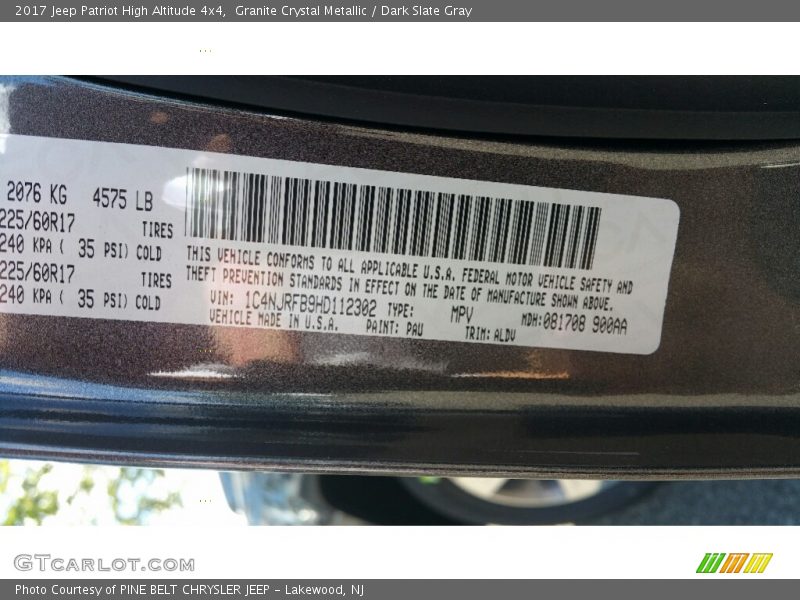 2017 Jeep Patriot High Altitude 4x4,  Granite Crystal Metallic / Dark Slate Gray
2076 KG 4575 LB
225/60R17 TIRES
240 KPA ( 35 PSI) COLD
225/60R17 TIRES
240 KPA ( 35 PSI) COLD
THIS VEHICLE CONFORMS TO ALL APPLICABLE U.S.A. FEDERAL MOTOR VEHICLE SAFETY AND
THEFT PREVENTION STANDARDS IN EFFECT ON THE DATE OF MANUFACTURE SHOWN ABOVE.
VIN: 1C4NJRFB9HD112302 TYPE: MPV MDH:081708 900AA
VEHICLE MADE IN U.S.A. PAINT: PAU TRIM: ALDV
GTCARLOT.COM
Photo Courtesy of PINE BELT CHRYSLER JEEP - Lakewood, NJ